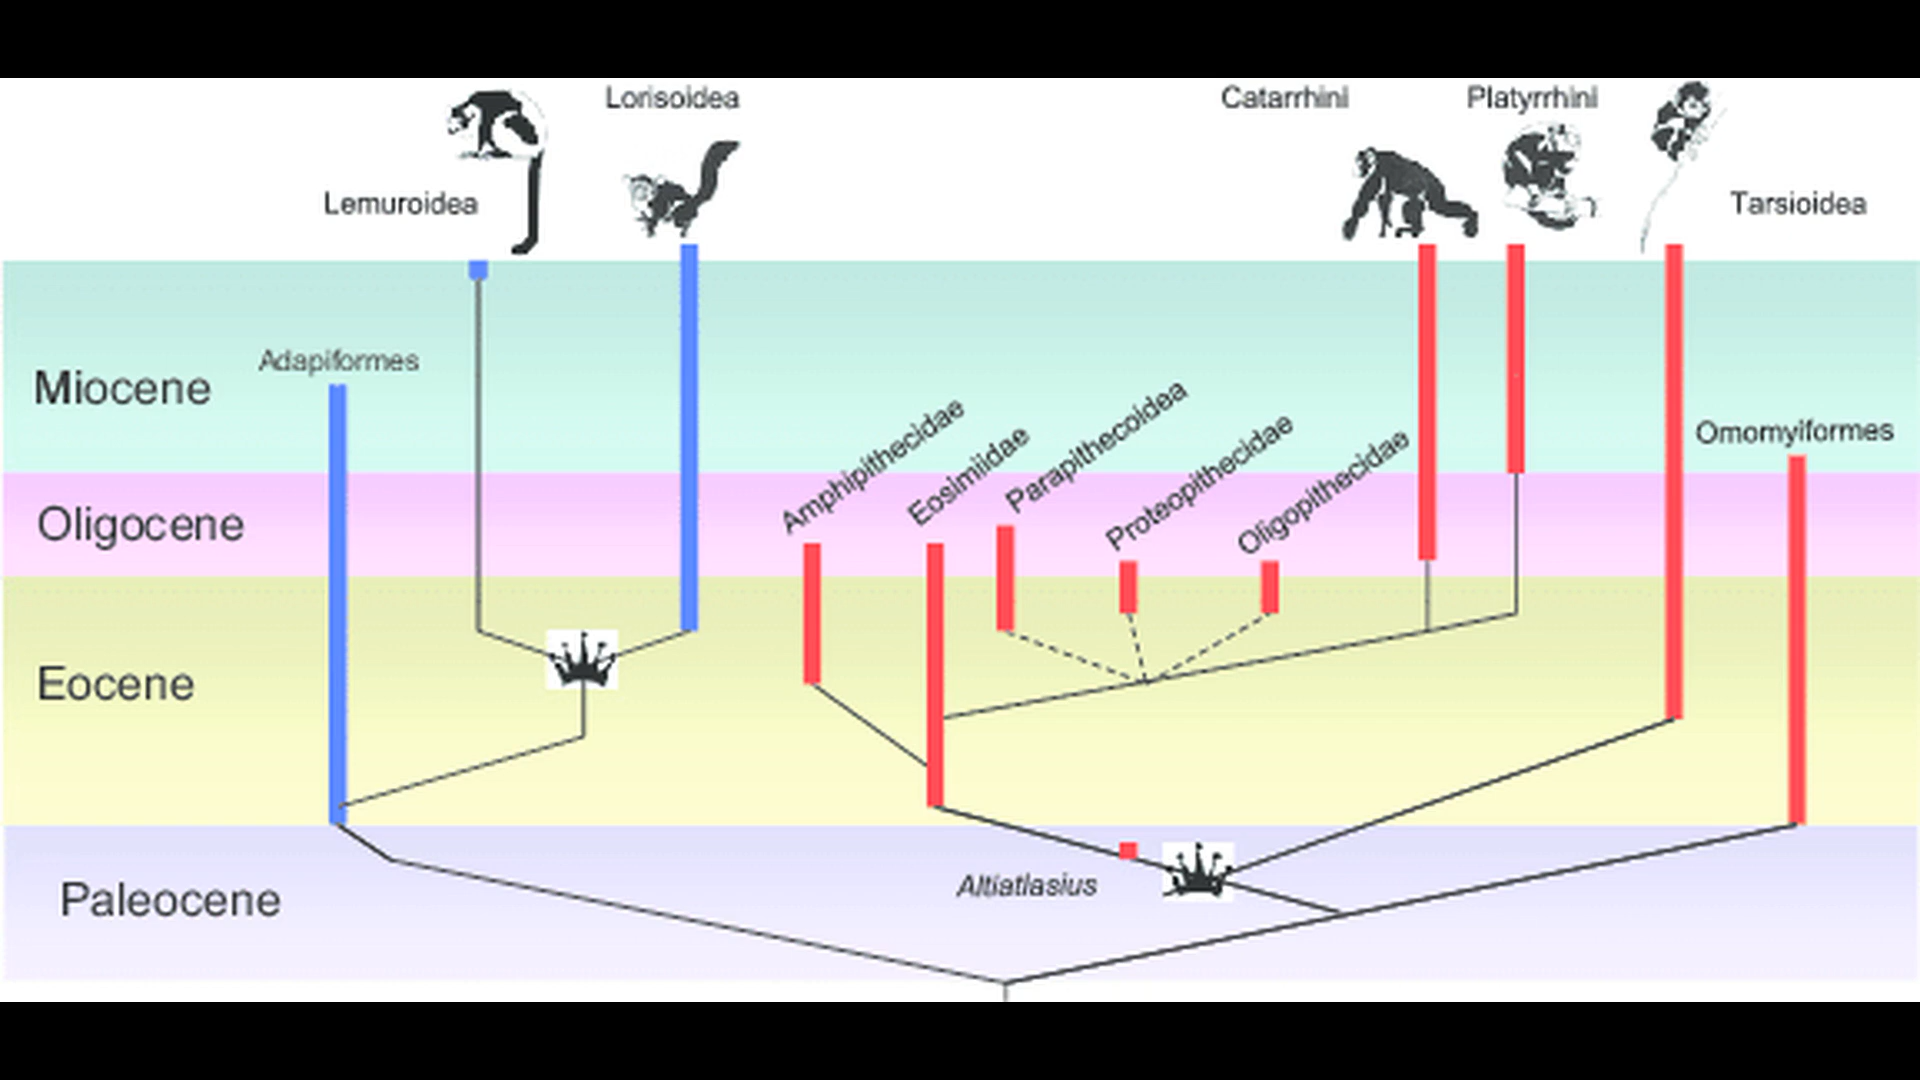 Lorisoidea
Catarrhini
Platyrrhini
Lemuroidea
Tarsioidea
Adapiformes
Miocene
Amphipithecidae
Eosimiidae
Parapithecoidea
Proteopithecidae
Oligopithecidae
Omomyiformes
Oligocene
Eocene
Altiatlasius
Paleocene